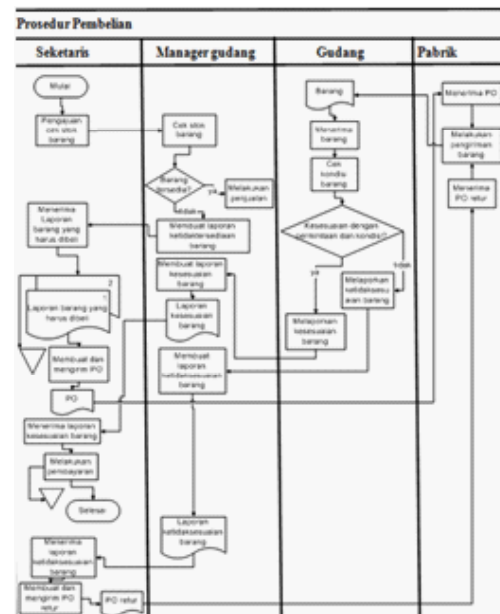 Prosedur Pembelian
Seketaris
Manager gudang
Gudang
Pabrik
Mulai
Pengajuan
cek stok
barang
Cek stok
barang
Barang
tersedia?
ya
Melakukan
penjualan
tidak
Membuat laporan
ketidaktersediaan
barang
Menerima
Laporan
barang yang
harus dibeli
2
1
Laporan barang yang
harus dibeli
Membuat dan
mengirim PO
PO
Menerima laporan
kesesuaian barang
Melakukan
pembayaran
Selesai
Menerima
laporan
ketidaksesuaian
barang
Membuat dan
mengirim PO
retur
PO retur
Membuat laporan
kesesuaian barang
Laporan
kesesuaian
barang
Membuat
laporan
ketidaksesuaian
barang
Laporan
ketidaksesuaian
barang
Barang
Menerima
barang
Cek
kondisi
barang
Kesesuaian dengan
permintaan dan kondisi?
ya
tidak
Melaporkan
ketidaksesu
aian barang
Melaporkan
kesesuaian
barang
Menerima PO
Melakukan
pengiriman
barang
Menerima
PO retur